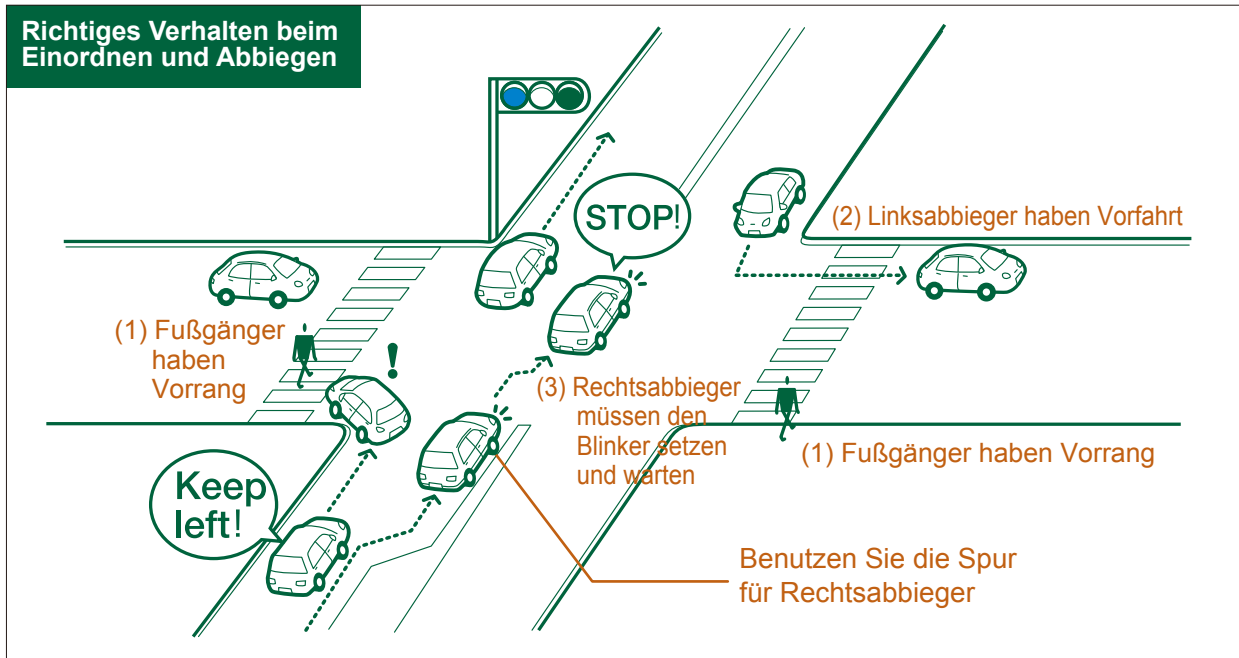 Richtiges Verhalten beim
Einordnen und Abbiegen
STOP!
(2) Linksabbieger haben Vorfahrt
(1) Fußgänger
haben
Vorrang
(3) Rechtsabbieger
müssen den
Blinker setzen
und warten
(1) Fußgänger haben Vorrang
Keep
left!
Benutzen Sie die Spur
für Rechtsabbieger